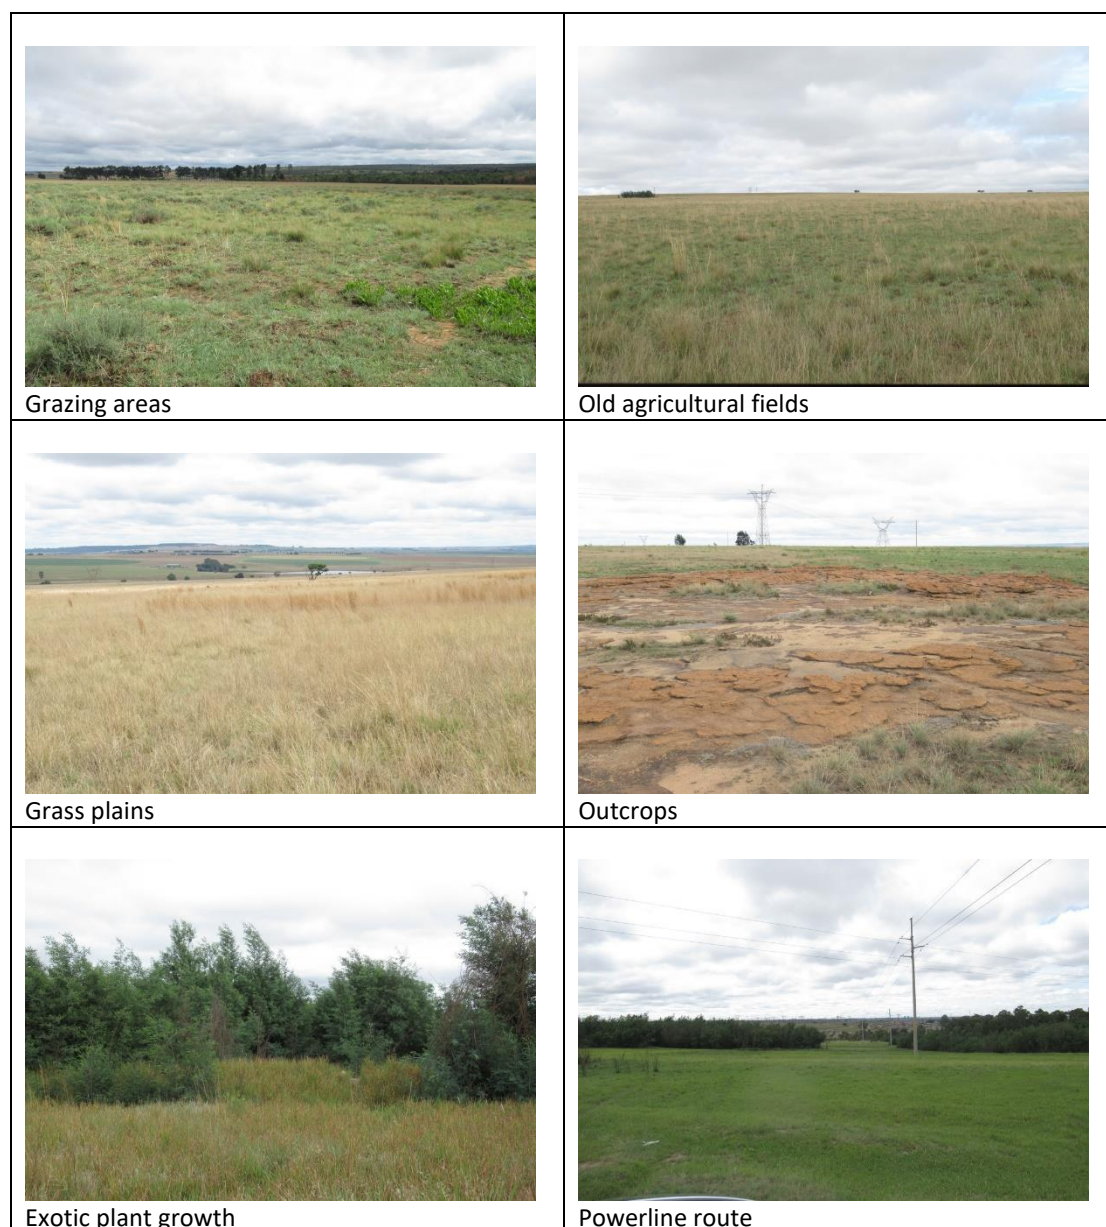 Grazing areas
Old agricultural fields
Grass plains
Outcrops
Exotic plant growth
Powerline route